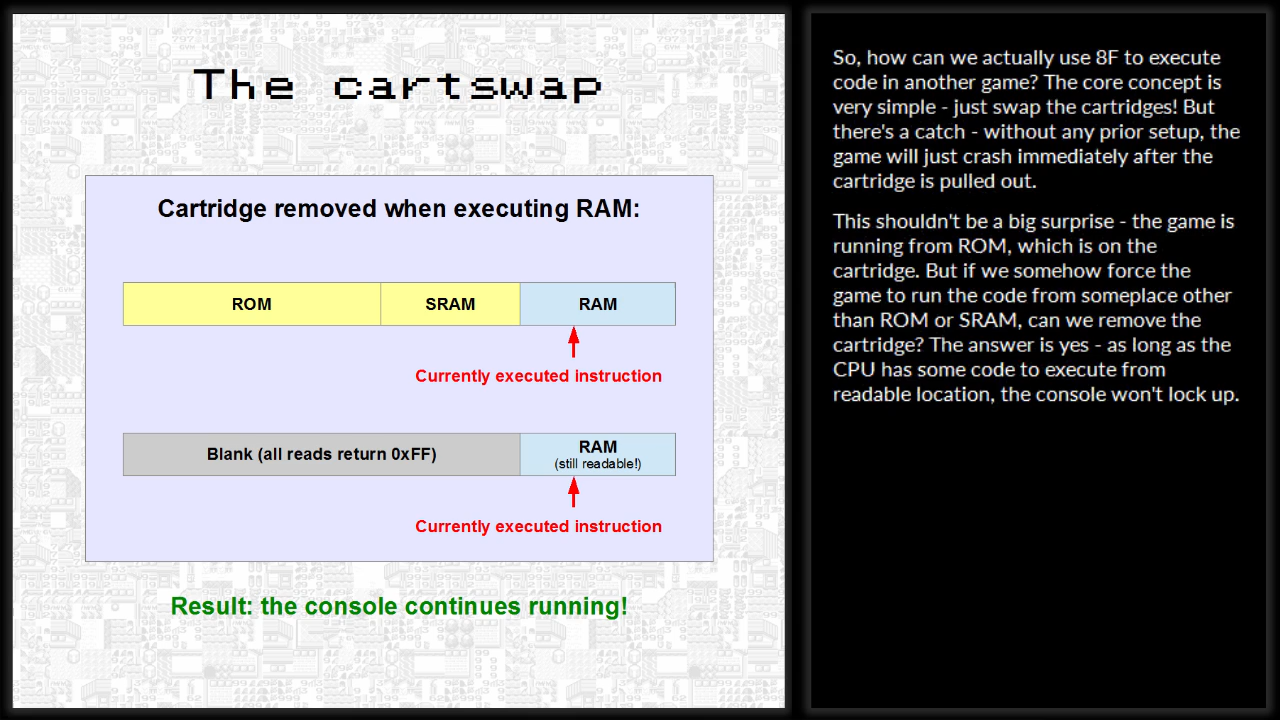 The cartswap
Cartridge removed when executing RAM:
ROM
SRAM
RAM
Currently executed instruction
Blank (all reads return 0xFF)
RAM
(still readable!)
Currently executed instruction
Result: the console continues running!
So, how can we actually use 8F to execute
code in another game? The core concept is
very simple - just swap the cartridges! But
there's a catch - without any prior setup, the
game will just crash immediately after the
cartridge is pulled out.
This shouldn't be a big surprise - the game is
running from ROM, which is on the
cartridge. But if we somehow force the
game to run the code from someplace other
than ROM or SRAM, can we remove the
cartridge? The answer is yes - as long as the
CPU has some code to execute from
readable location, the console won't lock up.